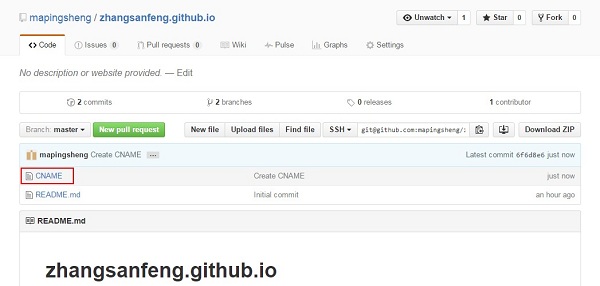 mapingsheng / zhangsanfeng.github.io
Unwatch 1 Star 0 Fork 0
Code Issues 0 Pull requests 0 Wiki Pulse Graphs Settings
No description or website provided. — Edit
2 commits 2 branches 0 releases 1 contributor
Branch: master New pull request New file Upload files Find file SSH git@github.com:mapingsheng/ Download ZIP
mapingsheng Create CNAME ... Latest commit 6f6d8e6 just now
CNAME Create CNAME just now
README.md Initial commit an hour ago
README.md
zhangsanfeng.github.io